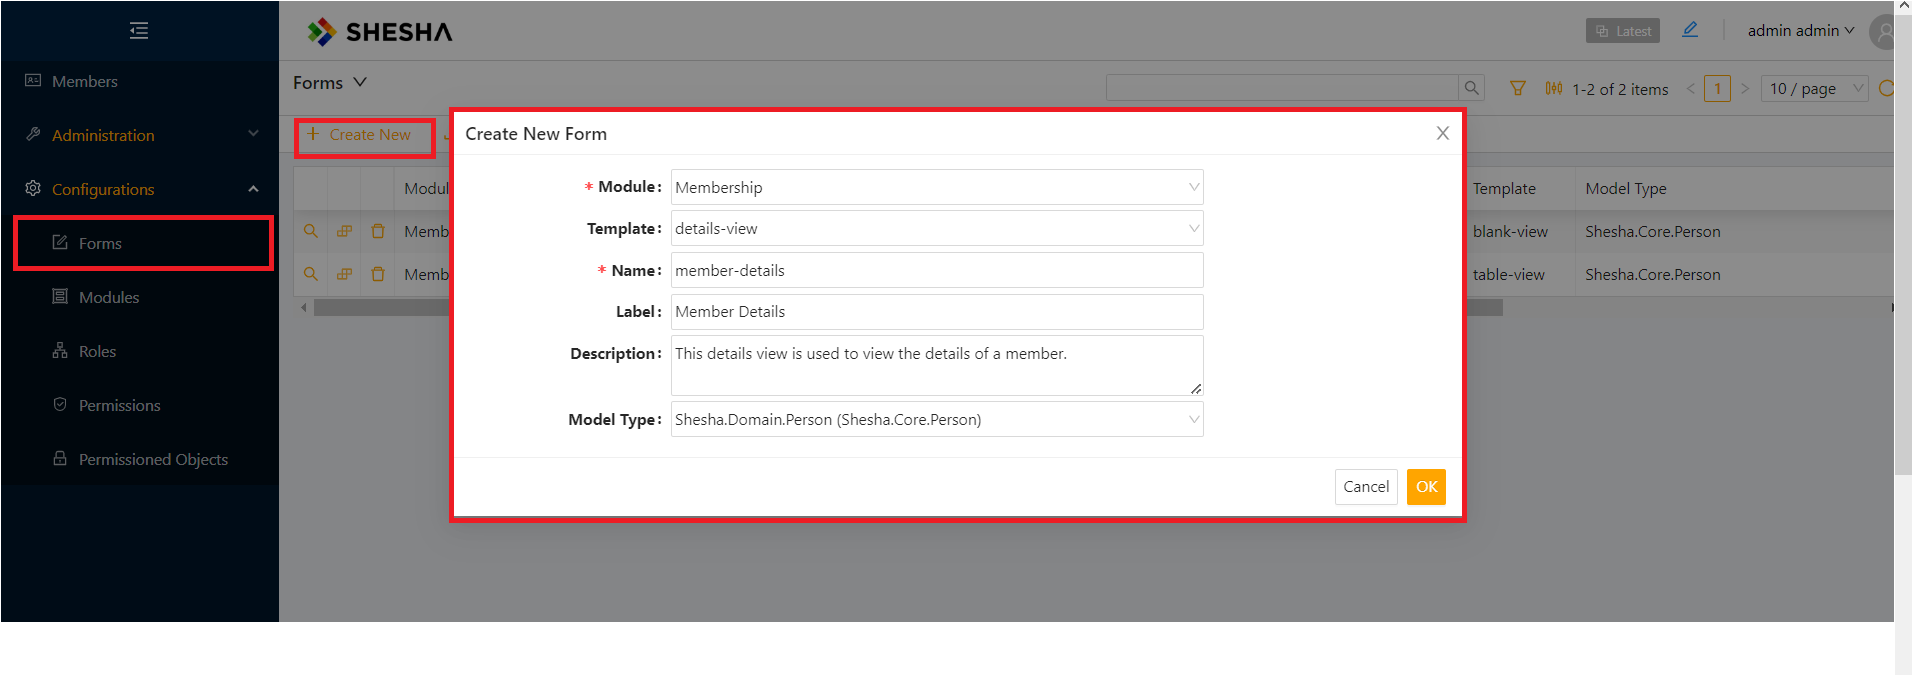 SHESHA
Latest
admin admin
Members
Administration
Configurations
Forms
Modules
Roles
Permissions
Permissioned Objects
Forms
1-2 of 2 items
1
10 / page
Create New
Modul
Template
Model Type
Memb
blank-view
Shesha.Core.Person
Memb
table-view
Shesha.Core.Person
Create New Form
* Module: Membership
Template: details-view
* Name: member-details
Label: Member Details
Description: This details view is used to view the details of a member.
Model Type: Shesha.Domain.Person (Shesha.Core.Person)
Cancel
OK